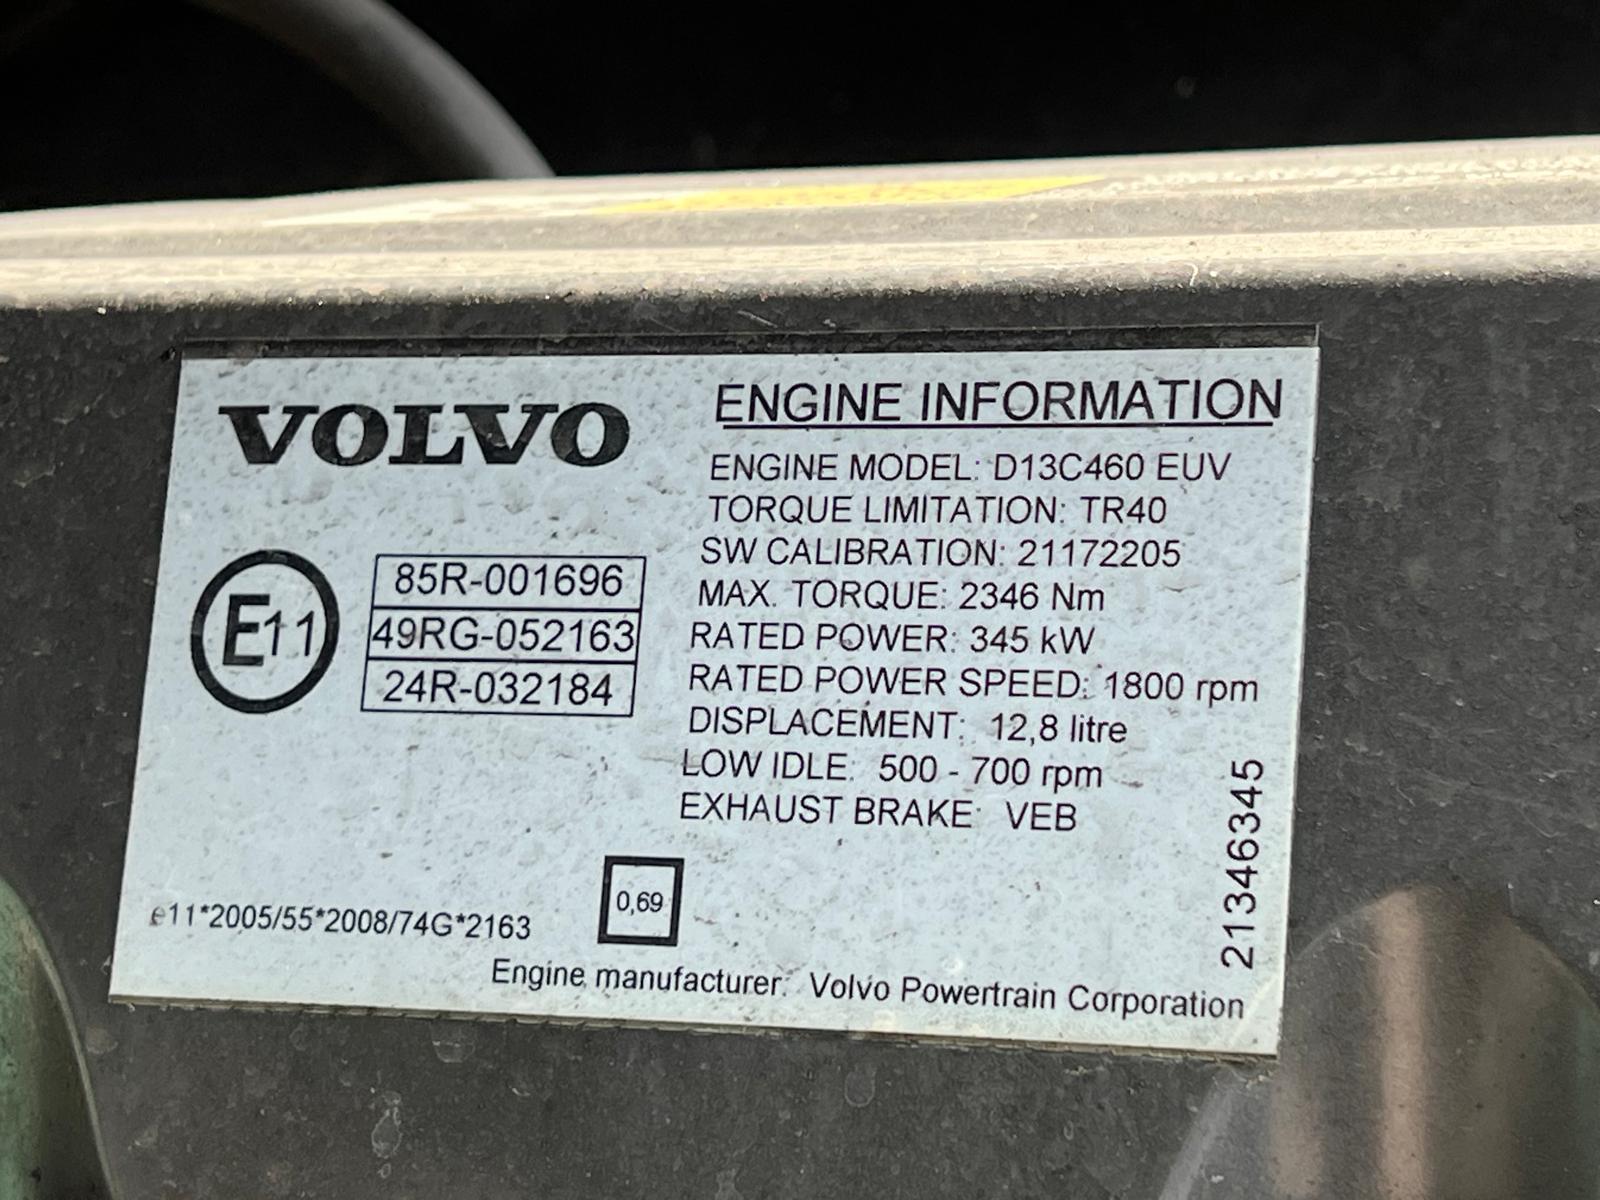 VOLVO
E11
85R-001696
49RG-052163
24R-032184
ENGINE INFORMATION
ENGINE MODEL: D13C460 EUV
TORQUE LIMITATION: TR40
SW CALIBRATION: 21172205
MAX. TORQUE: 2346 Nm
RATED POWER: 345 kW
RATED POWER SPEED: 1800 rpm
DISPLACEMENT: 12,8 litre
LOW IDLE: 500 - 700 rpm
EXHAUST BRAKE: VEB
21346345
0,69
e11*2005/55*2008/74G*2163
Engine manufacturer: Volvo Powertrain Corporation